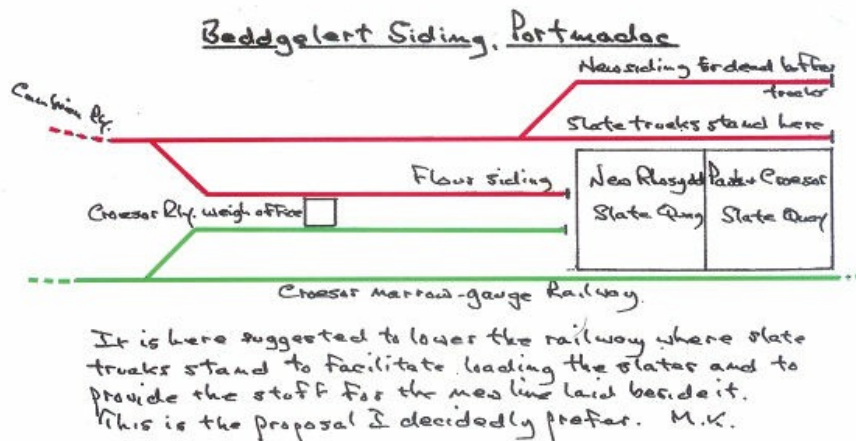 Beddgelert Siding, Portmadoc
New siding for dead buffer
trucks
Cambrian Ry.
Slate trucks stand here
Flour siding
New Rhosydd
Slate Quay
Parks & Croesor
Slate Quay
Croesor Rly. weigh office
Croesor narrow-gauge Railway.
It is here suggested to lower the railway where slate
trucks stand to facilitate loading the slates and to
provide the stuff for the new line laid beside it.
This is the proposal I decidedly prefer. M.K.